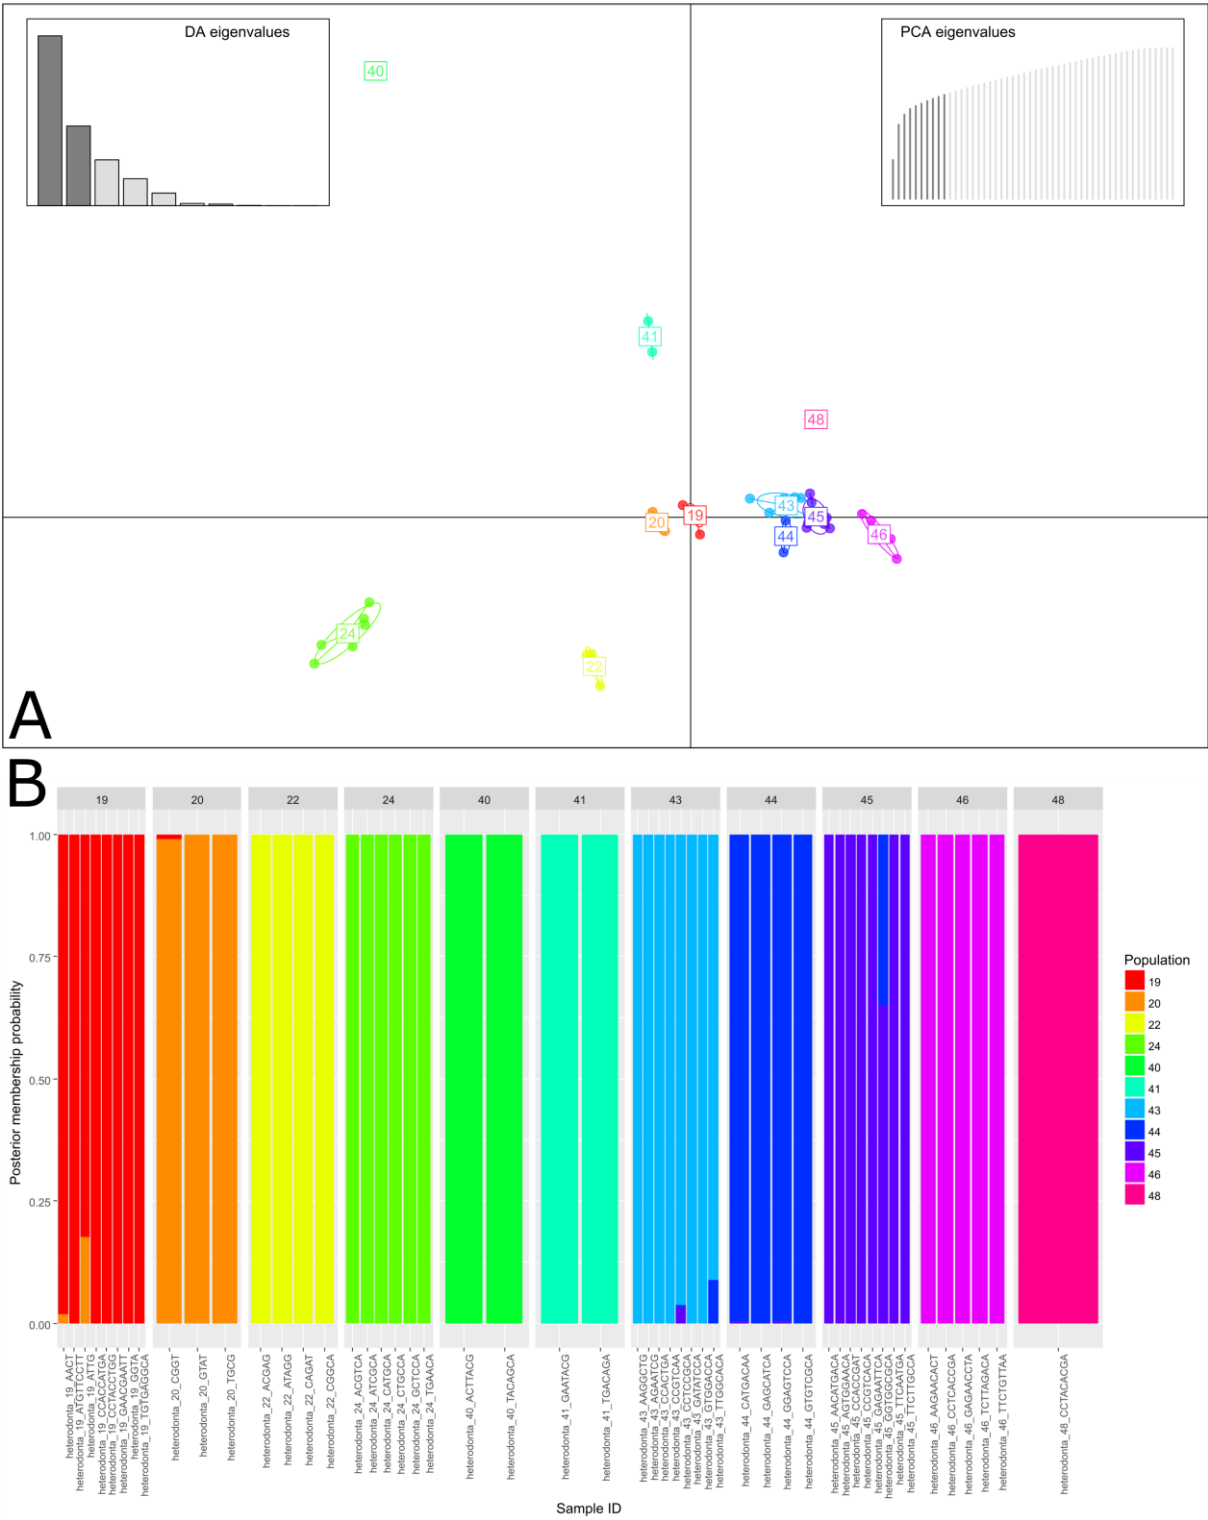 DA eigenvalues
PCA eigenvalues
40
41
48
43
19
45
20
44
46
24
22
A
B
19 20 22 24 40 41 43 44 45 46 48
1.00
0.75
0.50
0.25
0.00
Posterior membership probability
Population
19
20
22
24
40
41
43
44
45
46
48
heterodonta_19_AACT
heterodonta_19_ATGTTCCTT
heterodonta_19_ATTG
heterodonta_19_CCACCATGA
heterodonta_19_CCTACCTGG
heterodonta_19_GAACGAATT
heterodonta_19_GGTA
heterodonta_19_TGTGAGGCA
heterodonta_20_CGGT
heterodonta_20_GTAT
heterodonta_20_TGCG
heterodonta_22_ACGAG
heterodonta_22_ATAGG
heterodonta_22_CAGAT
heterodonta_22_CGGCA
heterodonta_24_ACGTCA
heterodonta_24_ATCGCA
heterodonta_24_CATGCA
heterodonta_24_CTGCCA
heterodonta_24_GCTCCA
heterodonta_24_TGAACA
heterodonta_40_ACTTACG
heterodonta_40_TACAGCA
heterodonta_41_GAATACG
heterodonta_41_TGACAGA
heterodonta_43_AAGGCTG
heterodonta_43_AGAATCG
heterodonta_43_CCACTGA
heterodonta_43_CCGTCAA
heterodonta_43_CCTCCGCA
heterodonta_43_GATATCCA
heterodonta_43_GTGGACCA
heterodonta_43_TTGGCACA
heterodonta_44_CATGACAA
heterodonta_44_GAGCATCA
heterodonta_44_GGAGTCCA
heterodonta_44_GTGTCGCA
heterodonta_45_AACATGACA
heterodonta_45_AGTGGAACA
heterodonta_45_CCACCGAT
heterodonta_45_CCGTCACA
heterodonta_45_GAGAATTCA
heterodonta_45_GGTGGCGCA
heterodonta_45_TTCAATGA
heterodonta_45_TTCTTGCCA
heterodonta_46_AAGAACACT
heterodonta_46_CCTCACCGA
heterodonta_46_GAGAACCTA
heterodonta_46_TCTTAGACA
heterodonta_46_TTCTGTTAA
heterodonta_48_CCTACACGA
Sample ID